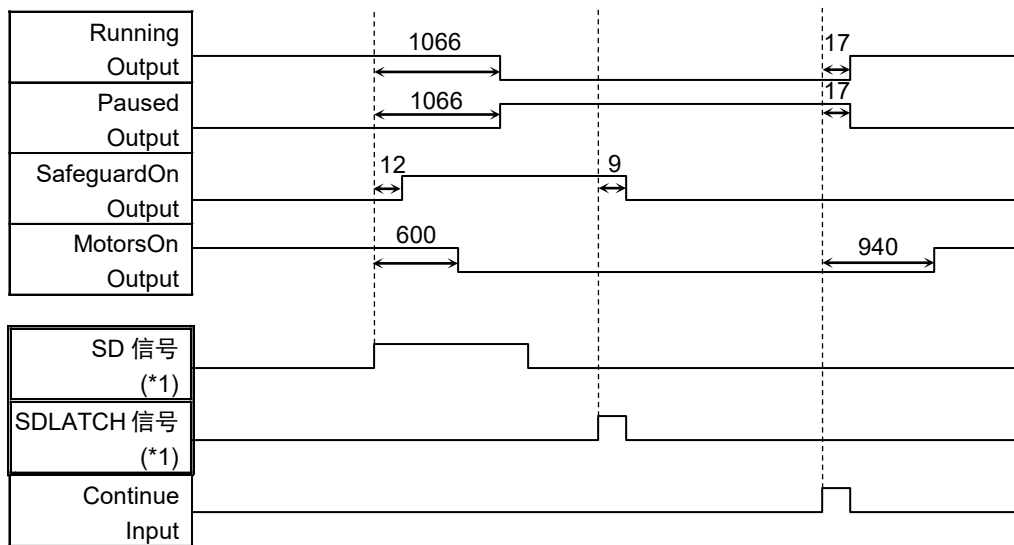 Running
Output
1066
17
Paused
Output
1066
17
SafeguardOn
Output
12
9
MotorsOn
Output
600
940
SD 信号
(*1)
SDLATCH 信号
(*1)
Continue
Input